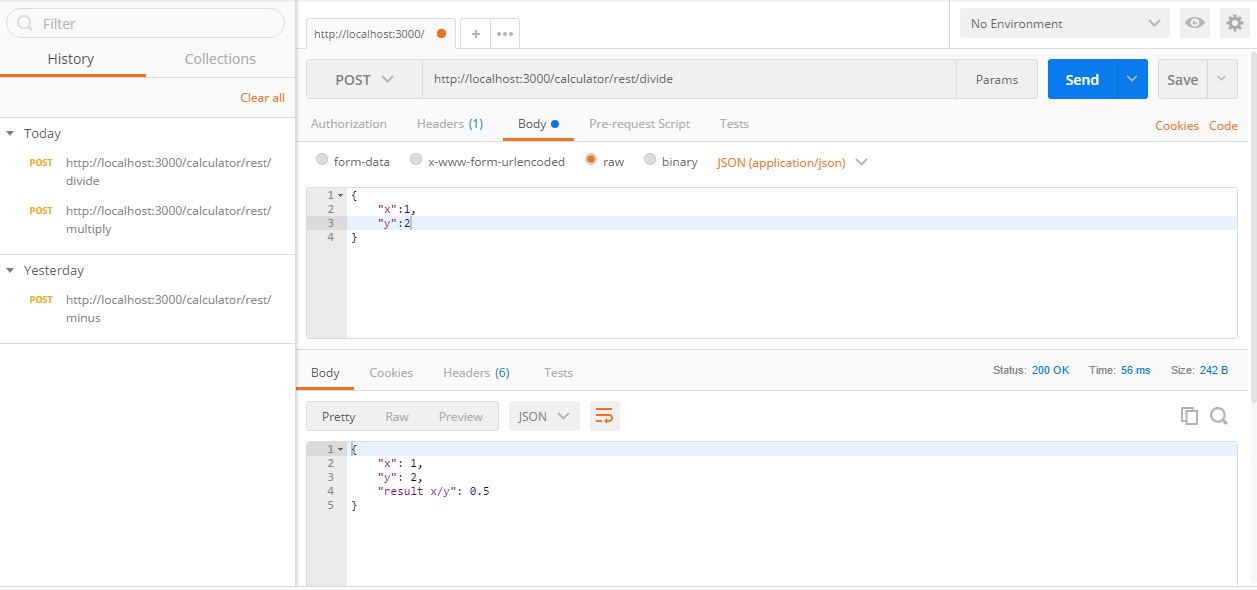 Filter
History
Collections
Clear all
Today
POST http://localhost:3000/calculator/rest/
divide
POST http://localhost:3000/calculator/rest/
multiply
Yesterday
POST http://localhost:3000/calculator/rest/
minus
http://localhost:3000/
+
No Environment
POST
http://localhost:3000/calculator/rest/divide
Params
Send
Save
Authorization
Headers (1)
Body
Pre-request Script
Tests
Cookies
Code
form-data
x-www-form-urlencoded
raw
binary
JSON (application/json)
1 {
2 "x":1,
3 "y":2
4 }
Body
Cookies
Headers (6)
Tests
Status: 200 OK
Time: 56 ms
Size: 242 B
Pretty
Raw
Preview
JSON
1 {
2 "x": 1,
3 "y": 2,
4 "result x/y": 0.5
5 }